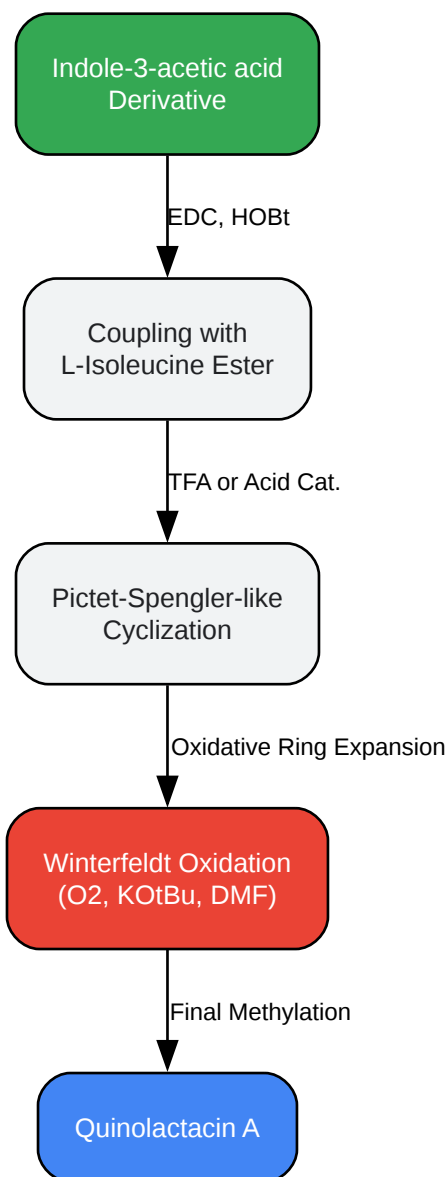 Indole-3-acetic acid
Derivative
EDC, HOBt
Coupling with
L-Isoleucine Ester
TFA or Acid Cat.
Pictet-Spengler-like
Cyclization
Oxidative Ring Expansion
Winterfeldt Oxidation
(O2, KOtBu, DMF)
Final Methylation
Quinolactacin A